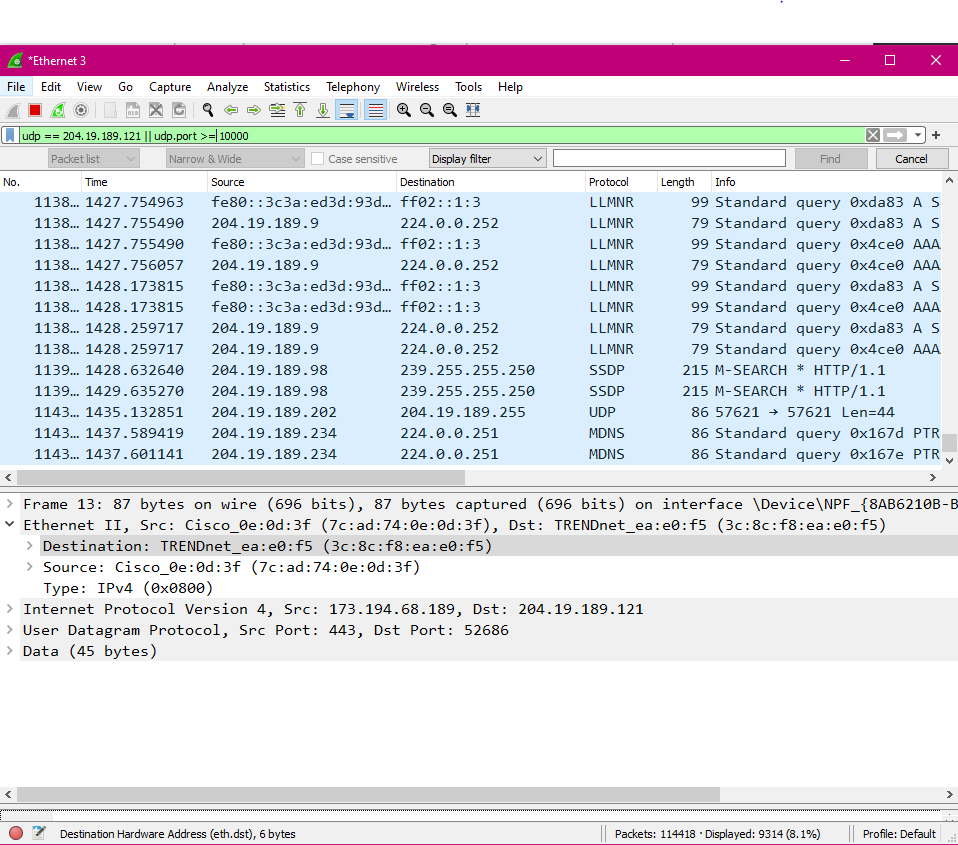 *Ethernet 3
File Edit View Go Capture Analyze Statistics Telephony Wireless Tools Help
udp == 204.19.189.121 || udp.port >= 10000
Packet list Narrow & Wide Case sensitive Display filter Find Cancel
No. Time Source Destination Protocol Length Info
1138… 1427.754963 fe80::3c3a:ed3d:93d… ff02::1:3 LLMNR 99 Standard query 0xda83 A S
1138… 1427.755490 204.19.189.9 224.0.0.252 LLMNR 79 Standard query 0xda83 A S
1138… 1427.755490 fe80::3c3a:ed3d:93d… ff02::1:3 LLMNR 99 Standard query 0x4ce0 AAA
1138… 1427.756057 204.19.189.9 224.0.0.252 LLMNR 79 Standard query 0x4ce0 AAA
1138… 1428.173815 fe80::3c3a:ed3d:93d… ff02::1:3 LLMNR 99 Standard query 0xda83 A S
1138… 1428.173815 fe80::3c3a:ed3d:93d… ff02::1:3 LLMNR 99 Standard query 0x4ce0 AAA
1138… 1428.259717 204.19.189.9 224.0.0.252 LLMNR 79 Standard query 0xda83 A S
1138… 1428.259717 204.19.189.9 224.0.0.252 LLMNR 79 Standard query 0x4ce0 AAA
1139… 1428.632640 204.19.189.98 239.255.255.250 SSDP 215 M-SEARCH * HTTP/1.1
1139… 1429.635270 204.19.189.98 239.255.255.250 SSDP 215 M-SEARCH * HTTP/1.1
1143… 1435.132851 204.19.189.202 204.19.189.255 UDP 86 57621 → 57621 Len=44
1143… 1437.589419 204.19.189.234 224.0.0.251 MDNS 86 Standard query 0x167d PTR
1143… 1437.601141 204.19.189.234 224.0.0.251 MDNS 86 Standard query 0x167e PTR
Frame 13: 87 bytes on wire (696 bits), 87 bytes captured (696 bits) on interface \Device\NPF_{8AB6210B-B
Ethernet II, Src: Cisco_0e:0d:3f (7c:ad:74:0e:0d:3f), Dst: TRENDnet_ea:e0:f5 (3c:8c:f8:ea:e0:f5)
Destination: TRENDnet_ea:e0:f5 (3c:8c:f8:ea:e0:f5)
Source: Cisco_0e:0d:3f (7c:ad:74:0e:0d:3f)
Type: IPv4 (0x0800)
Internet Protocol Version 4, Src: 173.194.68.189, Dst: 204.19.189.121
User Datagram Protocol, Src Port: 443, Dst Port: 52686
Data (45 bytes)
Destination Hardware Address (eth.dst), 6 bytes Packets: 114418 · Displayed: 9314 (8.1%) Profile: Default